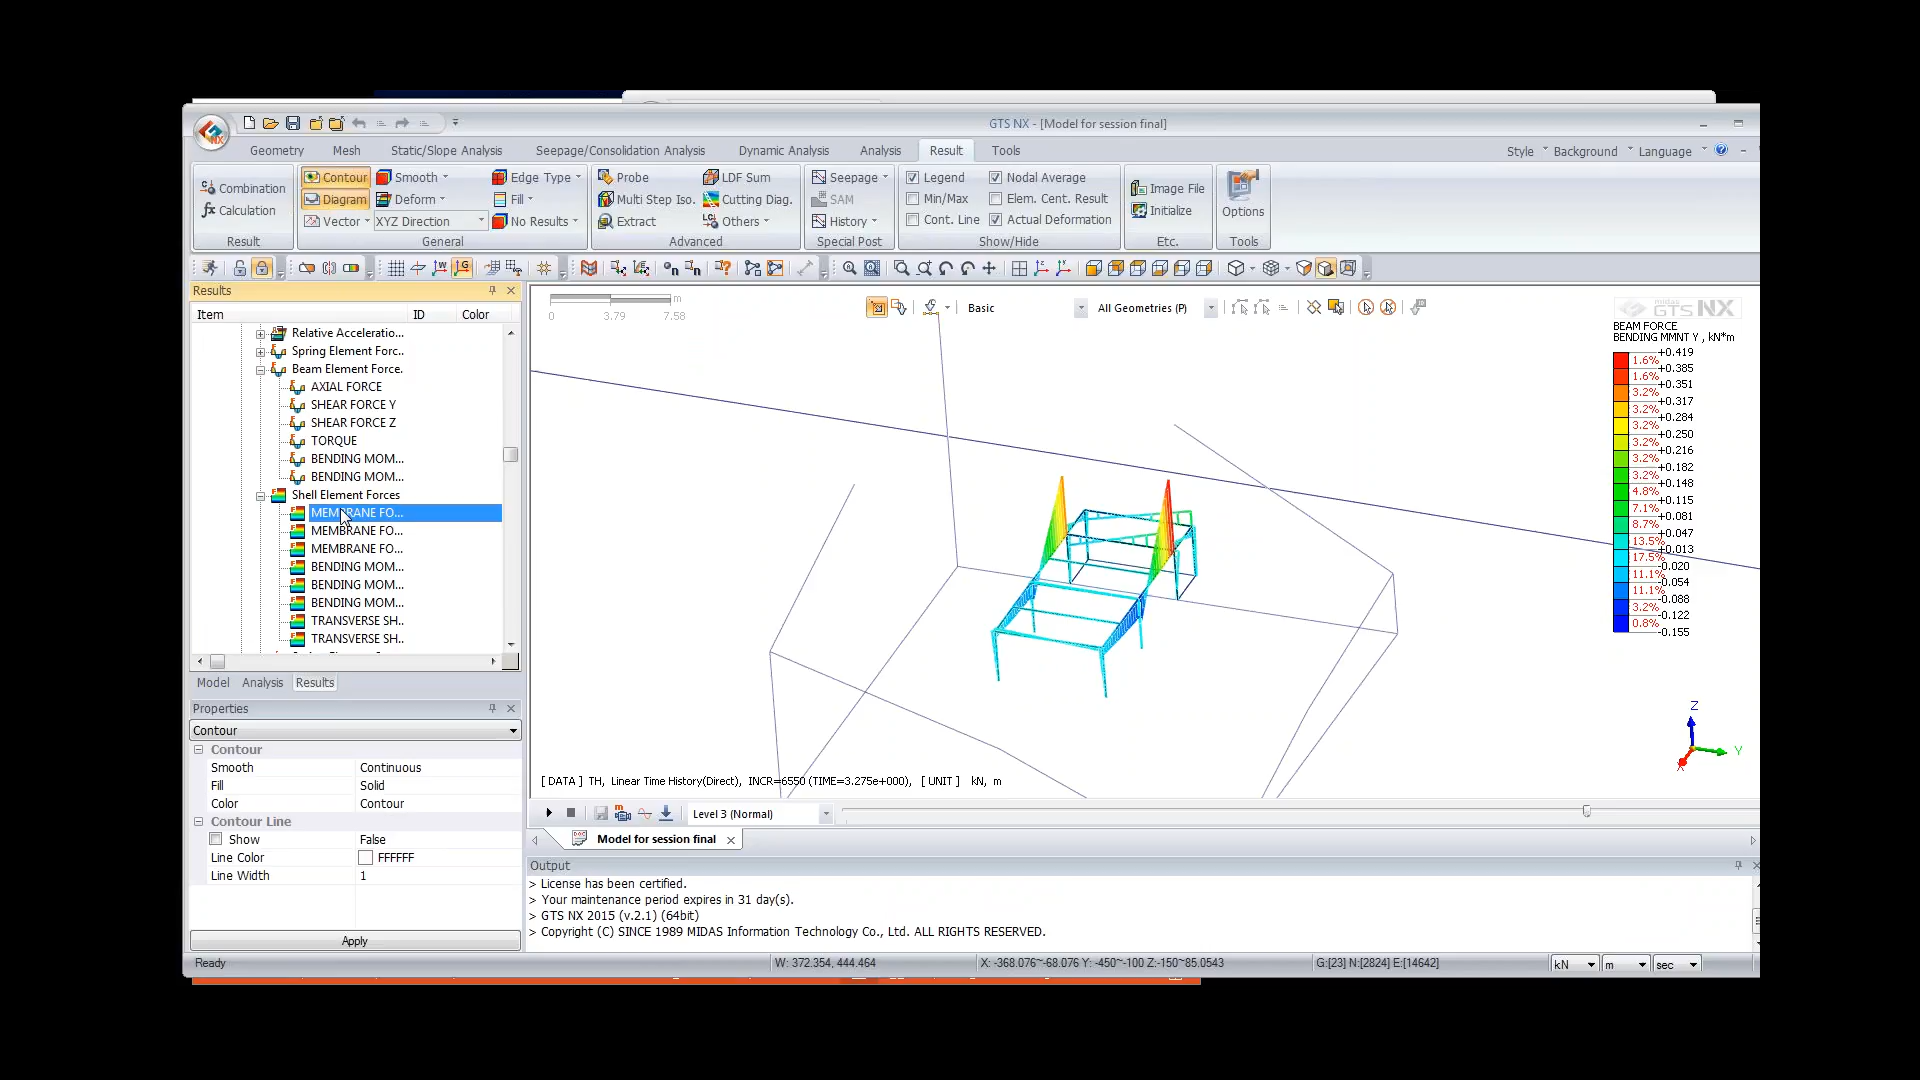 GTS NX - [Model for session final]
Geometry Mesh Static/Slope Analysis Seepage/Consolidation Analysis Dynamic Analysis Analysis Result Tools Style Background Language
Combination
Calculation
Result
Contour Smooth Edge Type
Diagram Deform Fill
Vector XYZ Direction No Results
General
Probe LDF Sum
Multi Step Iso. Cutting Diag.
Extract Others
Advanced
Seepage
SAM
History
Special Post
Legend Nodal Average
Min/Max Elem. Cent. Result
Cont. Line Actual Deformation
Show/Hide
Image File
Initialize
Etc.
Options
Tools
Results
Item ID Color
Relative Acceleratio...
Spring Element Forc..
Beam Element Force.
AXIAL FORCE
SHEAR FORCE Y
SHEAR FORCE Z
TORQUE
BENDING MOM...
BENDING MOM...
Shell Element Forces
MEMBRANE FO...
MEMBRANE FO...
MEMBRANE FO...
BENDING MOM...
BENDING MOM...
BENDING MOM...
TRANSVERSE SH..
TRANSVERSE SH..
Model Analysis Results
Properties
Contour
Contour
Smooth Continuous
Fill Solid
Color Contour
Contour Line
Show False
Line Color FFFFFF
Line Width 1
Apply
m
0 3.79 7.58
Basic
All Geometries (P)
midas
GTS NX
BEAM FORCE
BENDING MMNT Y , kN*m
+0.419
1.6%
+0.385
1.6%
+0.351
3.2%
+0.317
3.2%
+0.284
3.2%
+0.250
3.2%
+0.216
3.2%
+0.182
3.2%
+0.148
4.8%
+0.115
7.1%
+0.081
8.7%
+0.047
13.5%
+0.013
17.5%
-0.020
11.1%
-0.054
11.1%
-0.088
3.2%
-0.122
0.8%
-0.155
Z
Y
X
[ DATA ] TH, Linear Time History(Direct), INCR=6550 (TIME=3.275e+000), [ UNIT ] kN, m
Level 3 (Normal)
Model for session final
Output
> License has been certified.
> Your maintenance period expires in 31 day(s).
> GTS NX 2015 (v.2.1) (64bit)
> Copyright (C) SINCE 1989 MIDAS Information Technology Co., Ltd. ALL RIGHTS RESERVED.
Ready
W: 372.354, 444.464
X: -368.076~-68.076 Y: -450~-100 Z:-150~85.0543
G:[23] N:[2824] E:[14642]
kN m sec